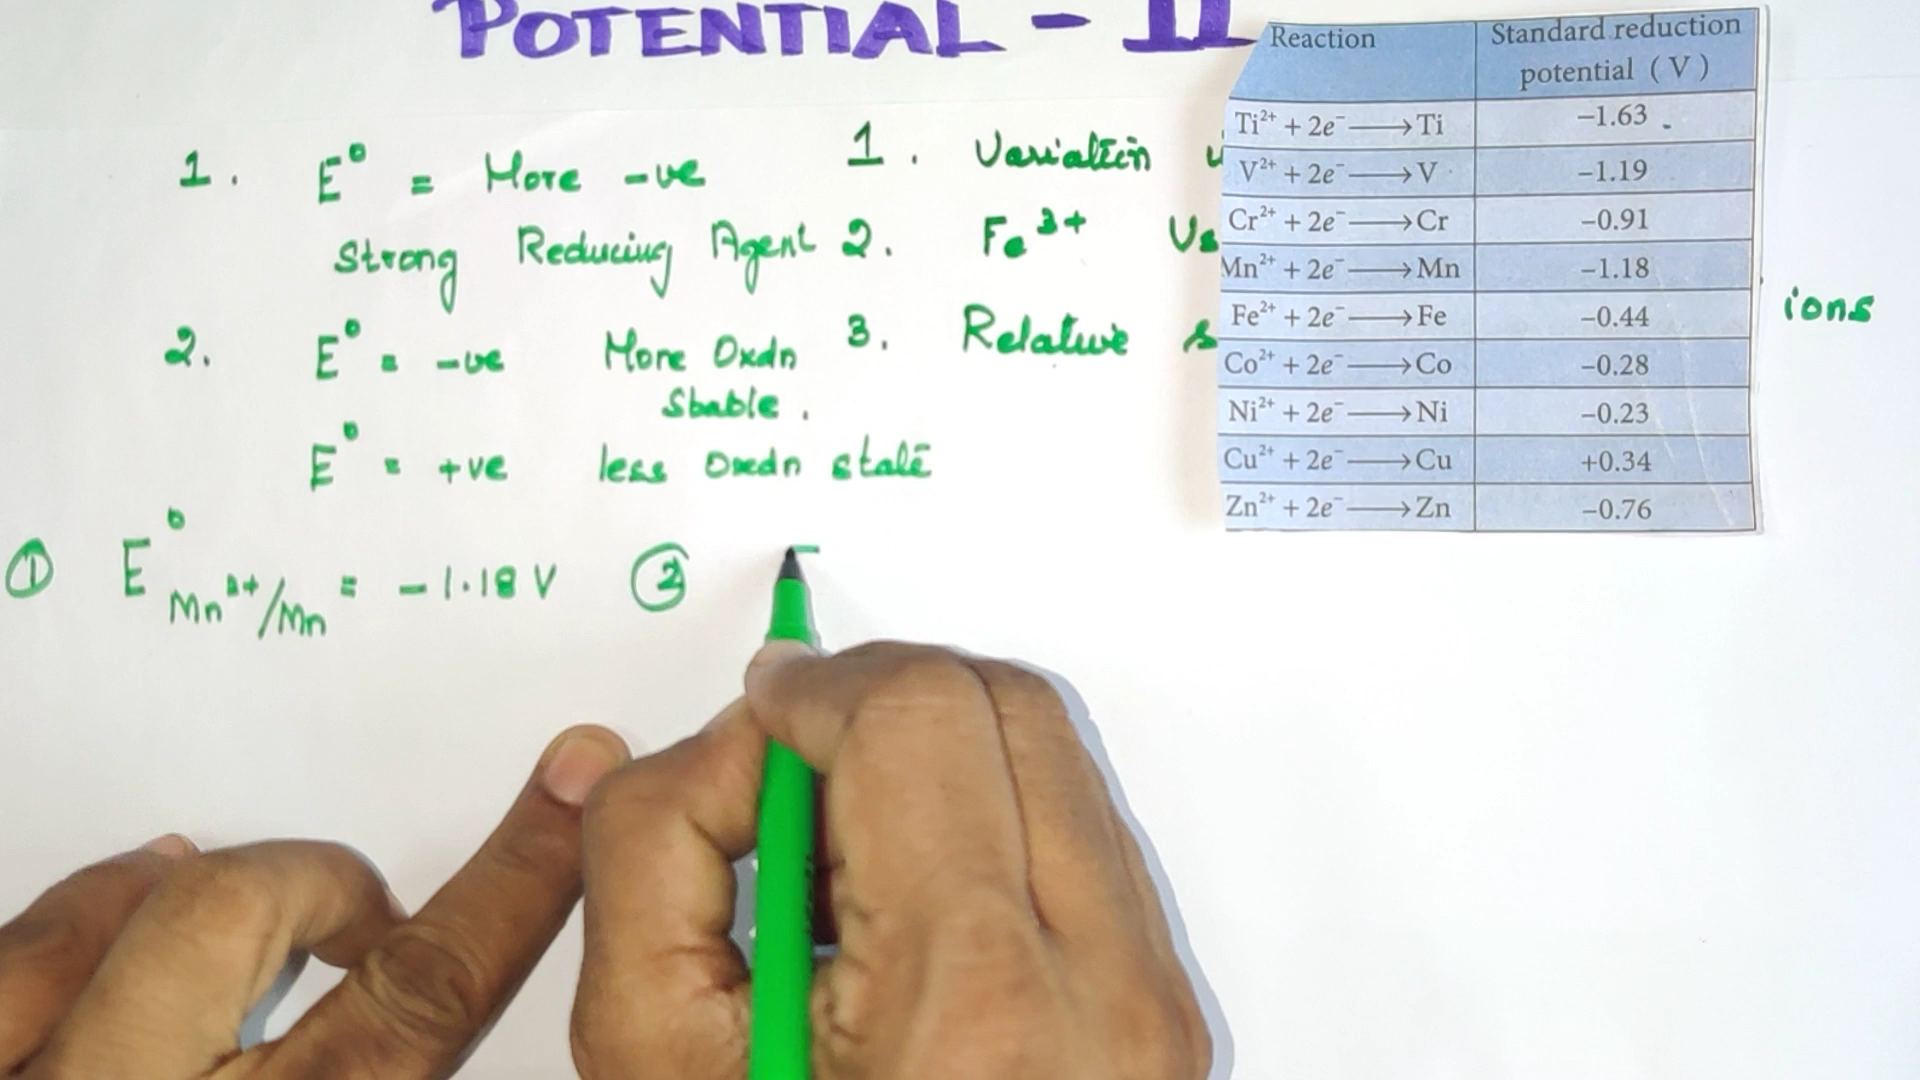 POTENTIAL - II
1. E° = More -ve
Strong Reducing Agent
2. E° = -ve More Oxdn
Stable.
E° = +ve less Oxdn state
1. Variation
2. Fe³⁺ Vs
3. Relative s
ions
Reaction Standard reduction potential (V)
Ti²⁺ + 2e⁻ ⟶ Ti −1.63
V²⁺ + 2e⁻ ⟶ V −1.19
Cr²⁺ + 2e⁻ ⟶ Cr −0.91
Mn²⁺ + 2e⁻ ⟶ Mn −1.18
Fe²⁺ + 2e⁻ ⟶ Fe −0.44
Co²⁺ + 2e⁻ ⟶ Co −0.28
Ni²⁺ + 2e⁻ ⟶ Ni −0.23
Cu²⁺ + 2e⁻ ⟶ Cu +0.34
Zn²⁺ + 2e⁻ ⟶ Zn −0.76
① E° Mn²⁺/Mn = -1.18 V ②